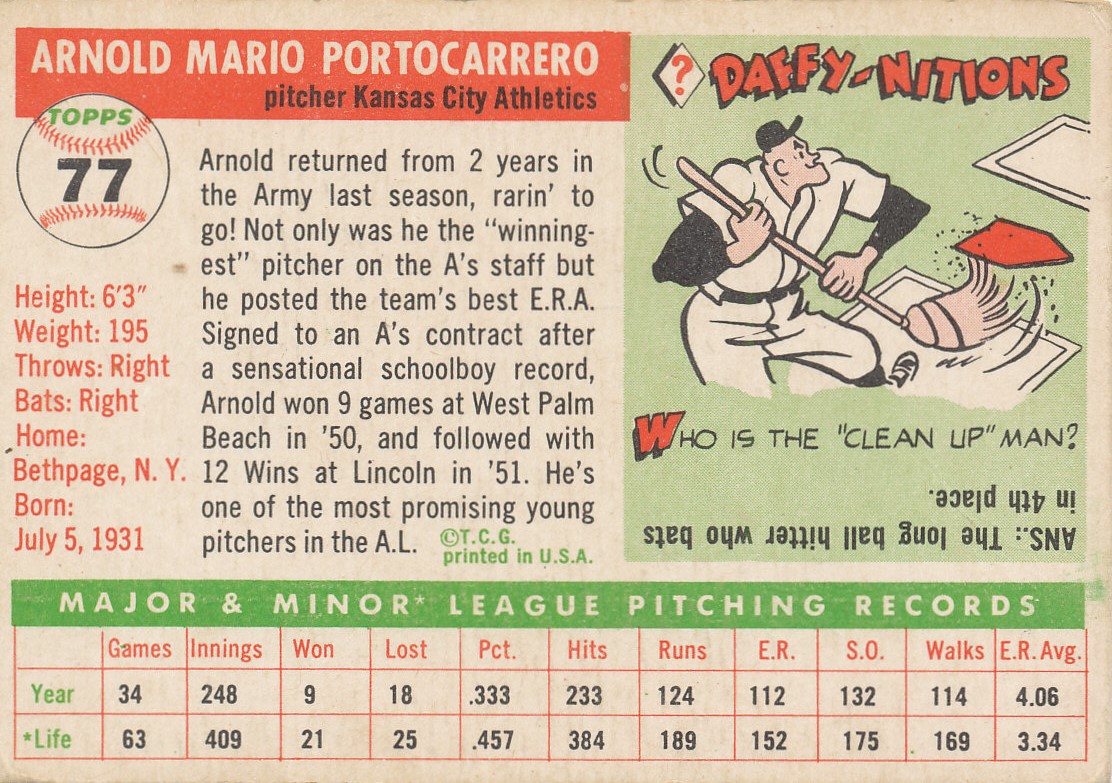 ARNOLD MARIO PORTOCARRERO
pitcher Kansas City Athletics
TOPPS
77
Height: 6'3"
Weight: 195
Throws: Right
Bats: Right
Home:
Bethpage, N. Y.
Born:
July 5, 1931
Arnold returned from 2 years in
the Army last season, rarin' to
go! Not only was he the "winning-
est" pitcher on the A's staff but
he posted the team's best E.R.A.
Signed to an A's contract after
a sensational schoolboy record,
Arnold won 9 games at West Palm
Beach in '50, and followed with
12 Wins at Lincoln in '51. He's
one of the most promising young
pitchers in the A.L.
©T.C.G.
printed in U.S.A.
? DAFFY-NITIONS
WHO IS THE "CLEAN UP" MAN?
ANS.: The long ball hitter who bats
in 4th place.
MAJOR & MINOR* LEAGUE PITCHING RECORDS
Games Innings Won Lost Pct. Hits Runs E.R. S.O. Walks E.R. Avg.
Year 34 248 9 18 .333 233 124 112 132 114 4.06
*Life 63 409 21 25 .457 384 189 152 175 169 3.34